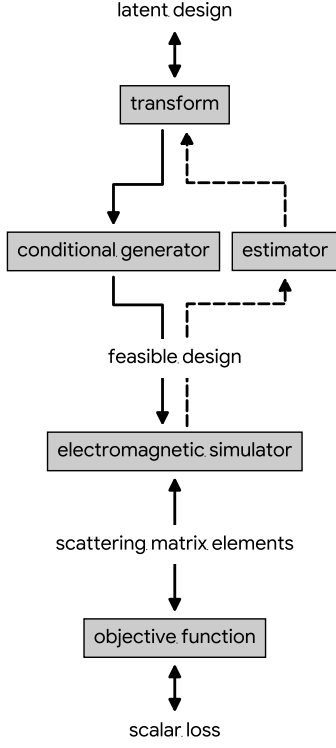 latent design
transform
conditional generator
estimator
feasible design
electromagnetic simulator
scattering matrix elements
objective function
scalar loss